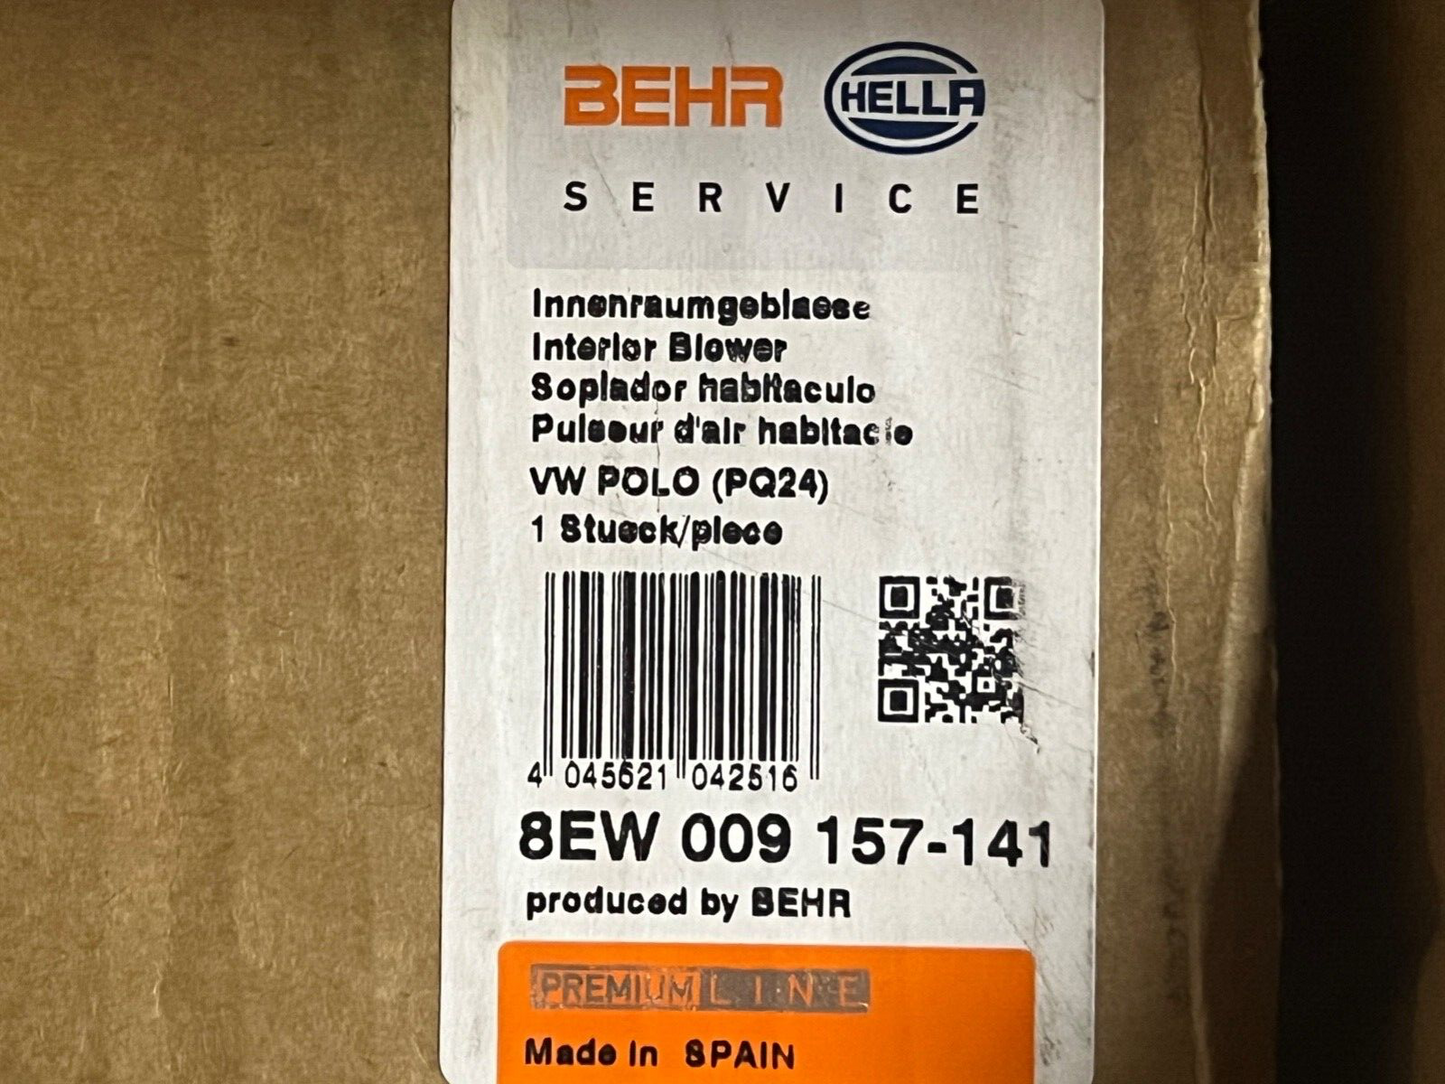 BEHR HELLA
SERVICE
Innenraumgeblaese
Interior Blower
Soplador habitaculo
Pulseur d'air habitacle
VW POLO (PQ24)
1 Stueck/piece
4 045621 042516
8EW 009 157-141
produced by BEHR
PREMIUM LINE
Made in SPAIN